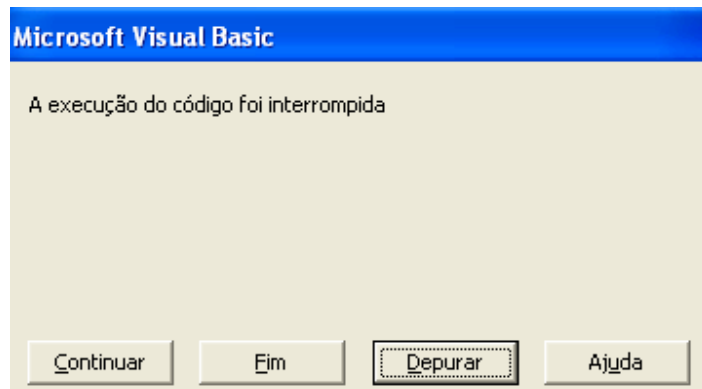 Microsoft Visual Basic
A execução do código foi interrompida
Continuar Fim Depurar Ajuda